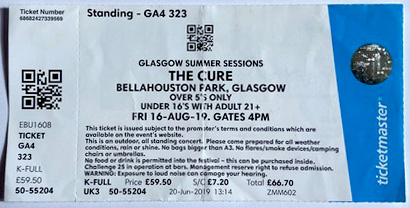 Ticket Number
68682427339569
Standing - GA4 323
GLASGOW SUMMER SESSIONS
THE CURE
BELLAHOUSTON PARK, GLASGOW
OVER 5'S ONLY
UNDER 16'S WITH ADULT 21+
FRI 16-AUG-19. GATES 4PM
This ticket is issued subject to the promoter's terms and conditions which are
available on the event's website.
This is an outdoor, all standing concert. Please come prepared for all weather
conditions, rain or shine. No bags bigger than A3. No flares/smoke devices/camping
chairs or umbrellas.
No food or drink is permitted into the festival - this can be purchased inside.
Challenge 25 in operation at bars. Management reserve right to refuse admission.
WARNING: Exposure to loud noise can damage your hearing.
K-FULL Price £59.50 S/C £7.20 Total £66.70
UK3 50-55204 20-Jun-2019 13:14 ZMM602
EBU1608
TICKET
GA4
323
K-FULL
£59.50
50-55204
ticketmaster